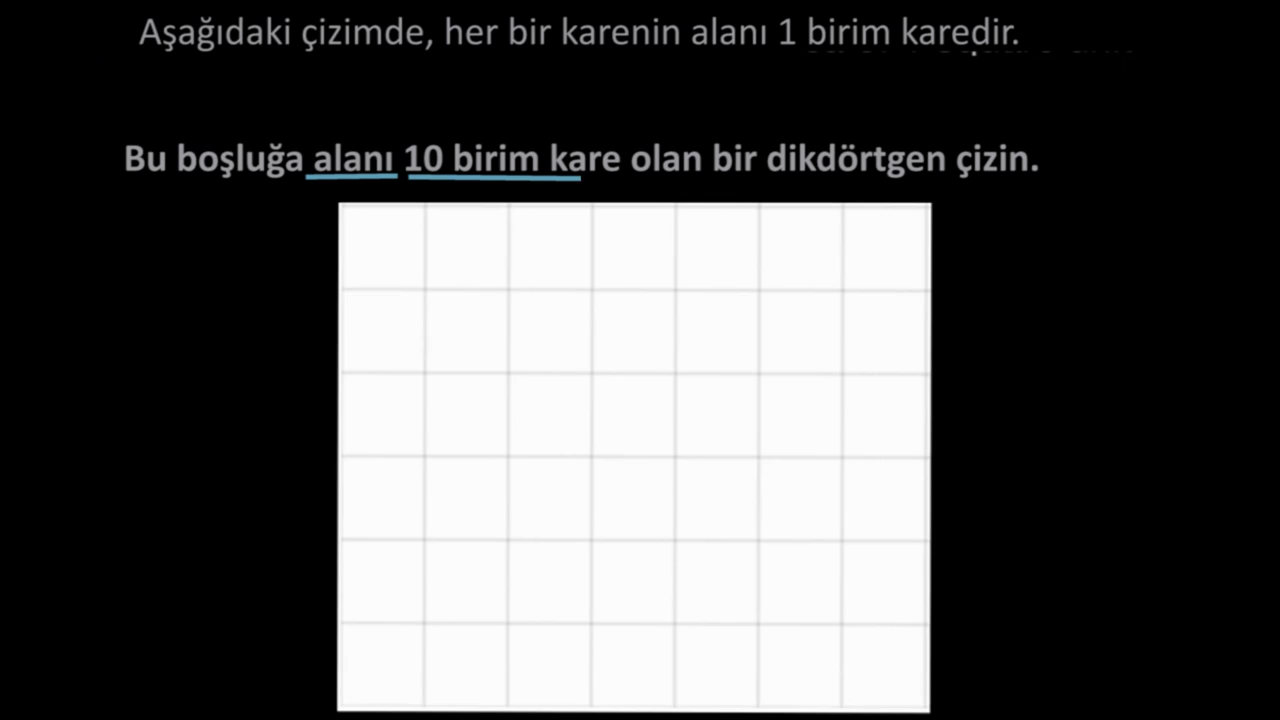 Aşağıdaki çizimde, her bir karenin alanı 1 birim karedir.
Bu boşluğa alanı 10 birim kare olan bir dikdörtgen çizin.